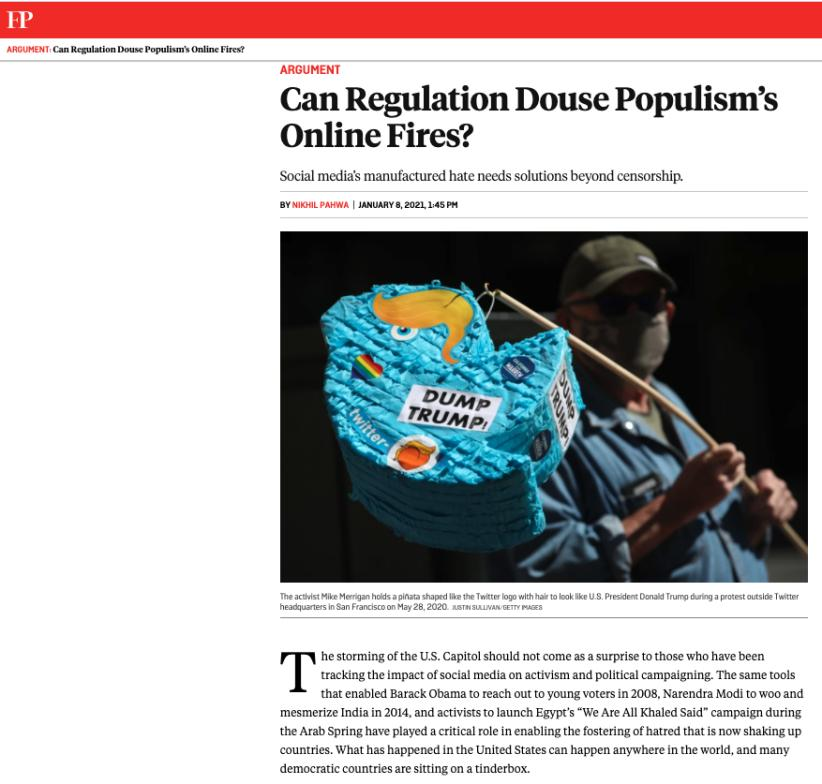 FP
ARGUMENT: Can Regulation Douse Populism's Online Fires?
ARGUMENT
Can Regulation Douse Populism's
Online Fires?
Social media's manufactured hate needs solutions beyond censorship.
BY NIKHIL PAHWA | JANUARY 8, 2021, 1:45 PM
DUMP
TRUMP!
DUMP
TRUMP!
twitter
The activist Mike Merrigan holds a piñata shaped like the Twitter logo with hair to look like U.S. President Donald Trump during a protest outside Twitter
headquarters in San Francisco on May 28, 2020. JUSTIN SULLIVAN/GETTY IMAGES
The storming of the U.S. Capitol should not come as a surprise to those who have been
tracking the impact of social media on activism and political campaigning. The same tools
that enabled Barack Obama to reach out to young voters in 2008, Narendra Modi to woo and
mesmerize India in 2014, and activists to launch Egypt's “We Are All Khaled Said” campaign during
the Arab Spring have played a critical role in enabling the fostering of hatred that is now shaking up
countries. What has happened in the United States can happen anywhere in the world, and many
democratic countries are sitting on a tinderbox.